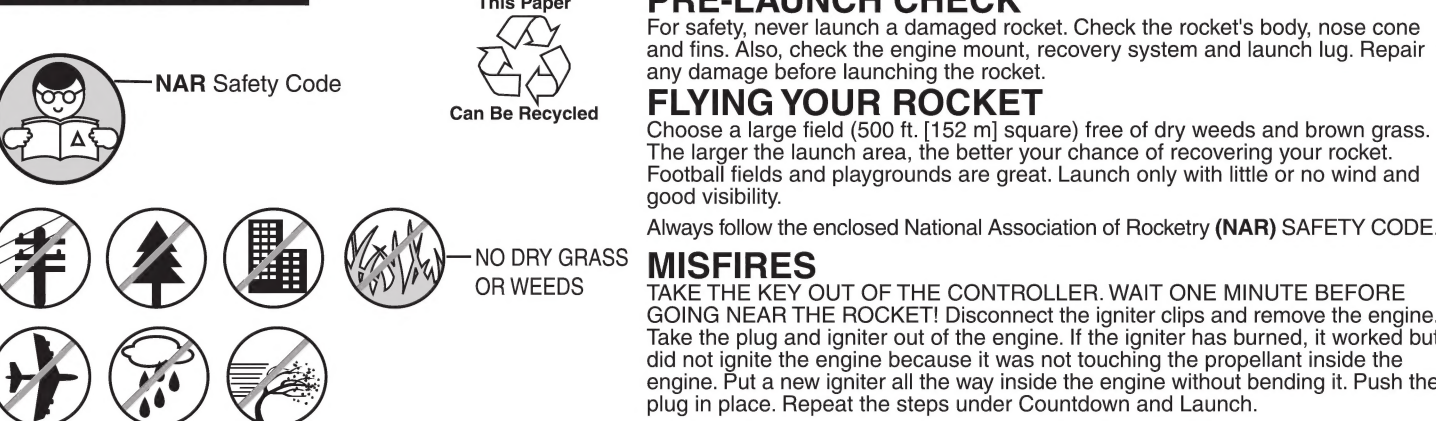 This Paper
Can Be Recycled
NAR Safety Code
NO DRY GRASS
OR WEEDS
PRE-LAUNCH CHECK
For safety, never launch a damaged rocket. Check the rocket's body, nose cone
and fins. Also, check the engine mount, recovery system and launch lug. Repair
any damage before launching the rocket.
FLYING YOUR ROCKET
Choose a large field (500 ft. [152 m] square) free of dry weeds and brown grass.
The larger the launch area, the better your chance of recovering your rocket.
Football fields and playgrounds are great. Launch only with little or no wind and
good visibility.
Always follow the enclosed National Association of Rocketry (NAR) SAFETY CODE.
MISFIRES
TAKE THE KEY OUT OF THE CONTROLLER. WAIT ONE MINUTE BEFORE
GOING NEAR THE ROCKET! Disconnect the igniter clips and remove the engine.
Take the plug and igniter out of the engine. If the igniter has burned, it worked but
did not ignite the engine because it was not touching the propellant inside the
engine. Put a new igniter all the way inside the engine without bending it. Push the
plug in place. Repeat the steps under Countdown and Launch.